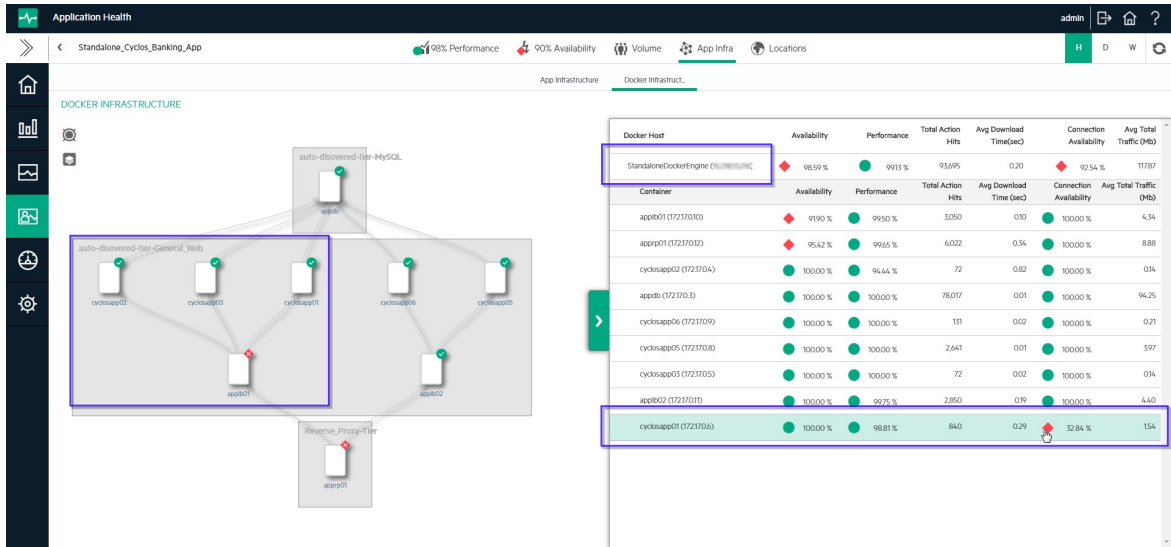 Application Health
admin
Standalone_Cyclos_Banking_App
98% Performance
90% Availability
Volume
App Infra
Locations
H
D
W
App Infrastructure
Docker Infrastruct...
DOCKER INFRASTRUCTURE
auto-disovered-tier-MySQL
appdb
auto-disovered-tier-General_Web
cyclosapp02
cyclosapp03
cyclosapp01
cyclosapp06
cyclosapp05
applb01
applb02
Reverse_Proxy-Tier
apprp01
Docker Host Availability Performance Total Action Hits Avg Download Time(sec) Connection Availability Avg Total Traffic (Mb)
StandaloneDockerEngine ( 98.59 % 99.13 % 93,695 0.20 92.54 % 117.87
Container Availability Performance Total Action Hits Avg Download Time (sec) Connection Availability Avg Total Traffic (Mb)
applb01 (172.17.0.10) 91.90 % 99.50 % 3,050 0.10 100.00 % 4.34
apprp01 (172.17.0.12) 95.42 % 99.65 % 6,022 0.34 100.00 % 8.88
cyclosapp02 (172.17.0.4) 100.00 % 94.44 % 72 0.82 100.00 % 0.14
appdb (172.17.0.3) 100.00 % 100.00 % 78,017 0.01 100.00 % 94.25
cyclosapp06 (172.17.0.9) 100.00 % 100.00 % 131 0.02 100.00 % 0.21
cyclosapp05 (172.17.0.8) 100.00 % 100.00 % 2,641 0.01 100.00 % 3.97
cyclosapp03 (172.17.0.5) 100.00 % 100.00 % 72 0.02 100.00 % 0.14
applb02 (172.17.0.11) 100.00 % 99.75 % 2,850 0.19 100.00 % 4.40
cyclosapp01 (172.17.0.6) 100.00 % 98.81 % 840 0.29 32.84 % 1.54